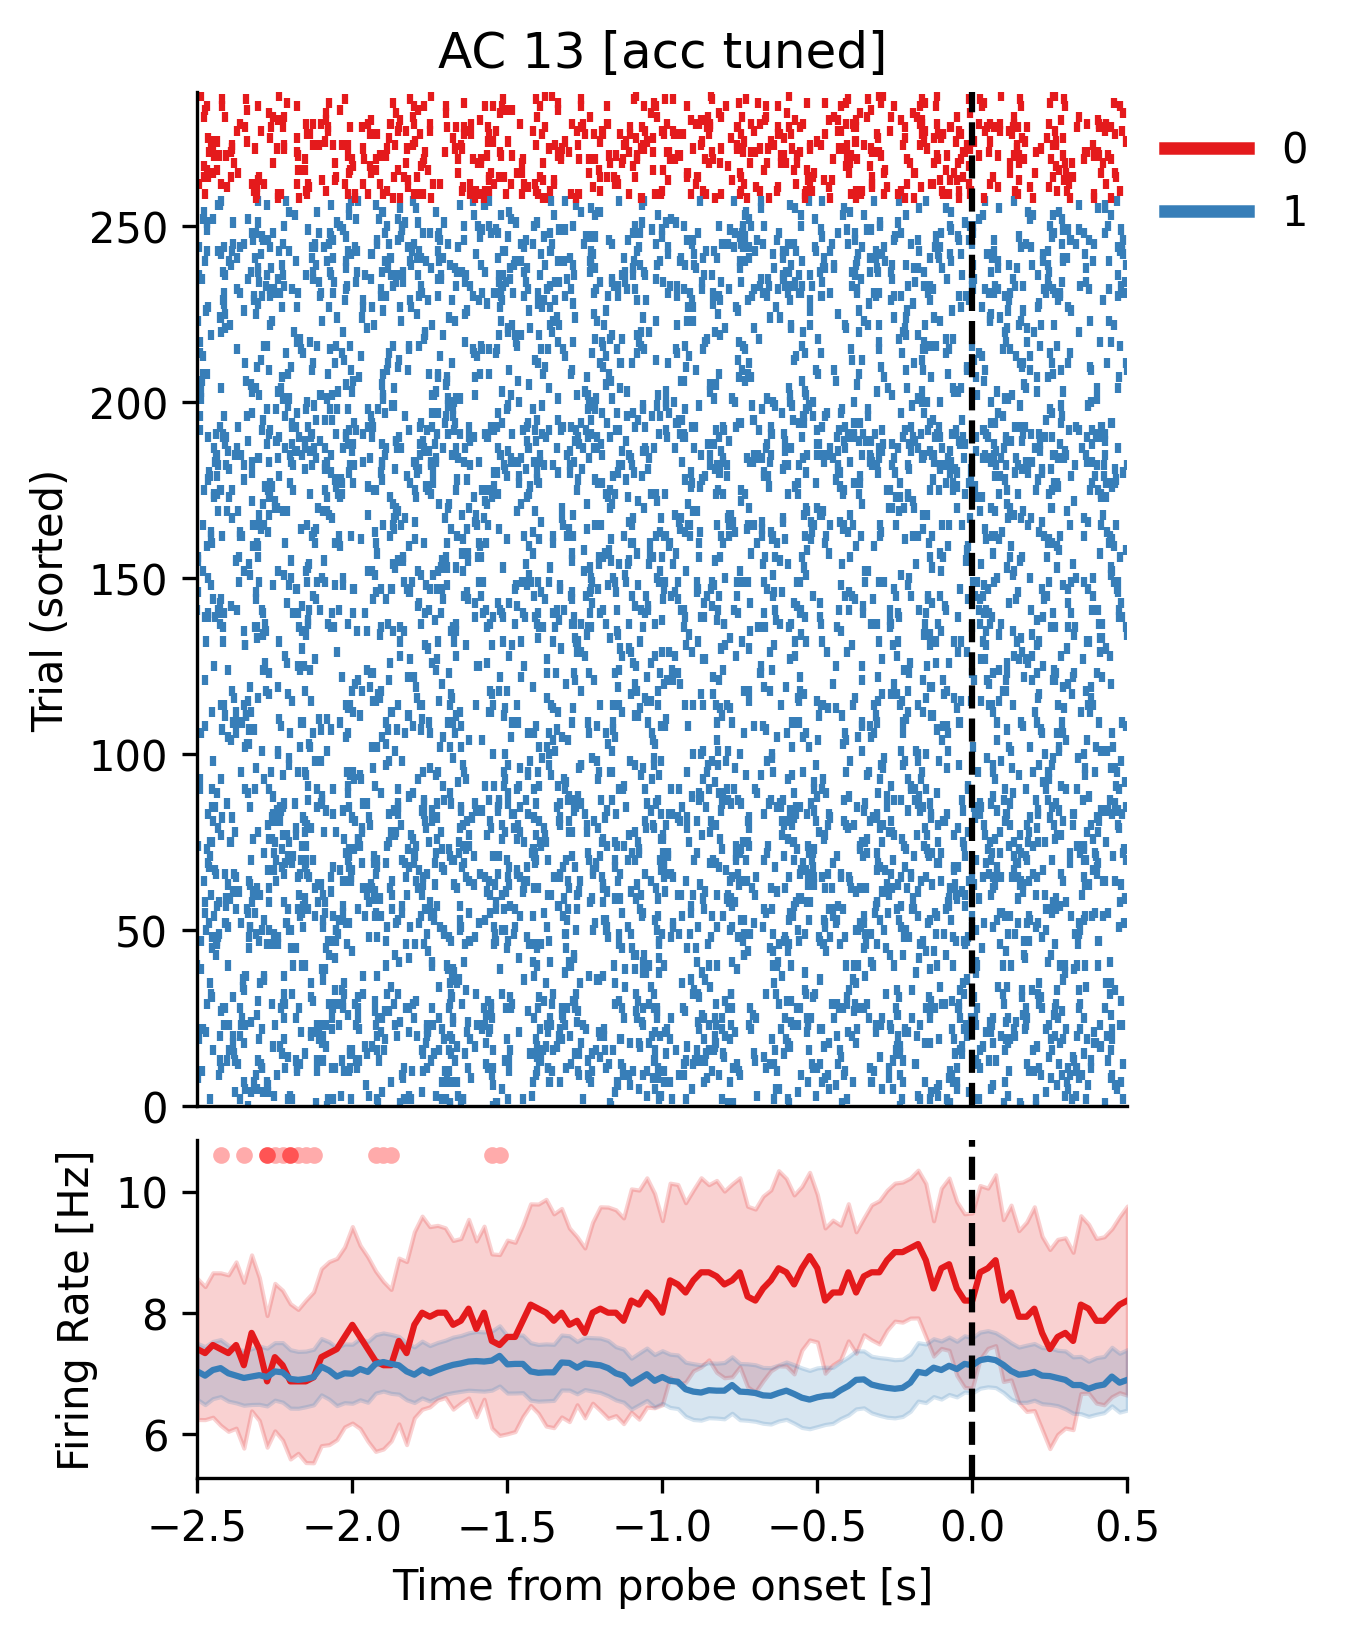 AC 13 [acc tuned]
0
1
Trial (sorted)
250
200
150
100
50
0
Firing Rate [Hz]
10
8
6
−2.5 −2.0 −1.5 −1.0 −0.5 0.0 0.5
Time from probe onset [s]